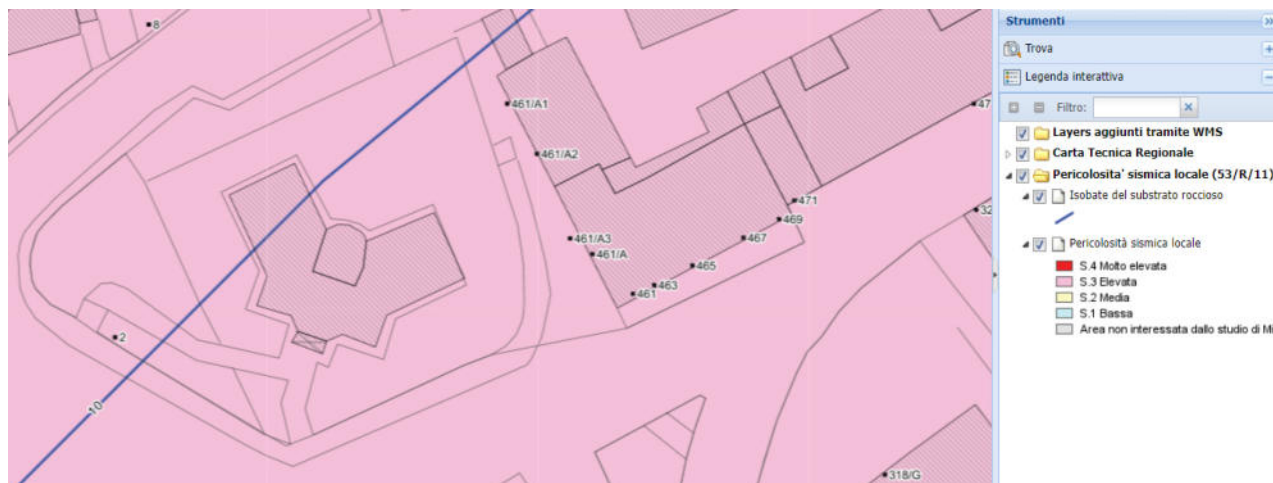 8
461/A1
461/A2
461/A3
461/A
461
463
465
467
469
471
47
32
2
10
318/G
Strumenti
Trova
Legenda interattiva
Filtro:
Layers aggiunti tramite WMS
Carta Tecnica Regionale
Pericolosita' sismica locale (53/R/11)
Isobate del substrato roccioso
Pericolosità sismica locale
S.4 Molto elevata
S.3 Elevata
S.2 Media
S.1 Bassa
Area non interessata dallo studio di Mi